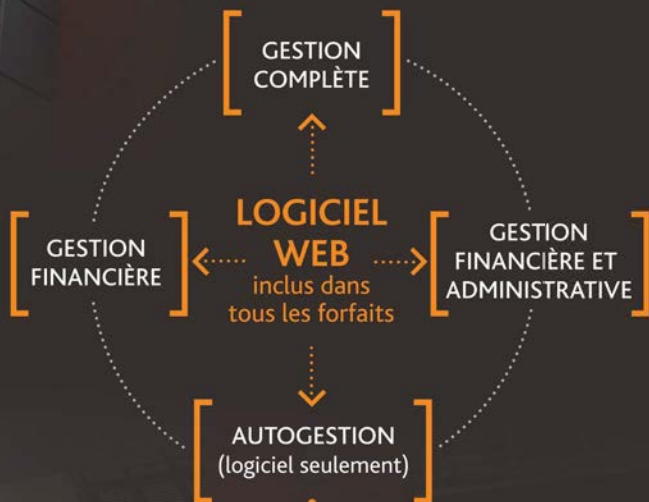 GESTION
COMPLÈTE
GESTION
FINANCIÈRE
LOGICIEL
WEB
inclus dans
tous les forfaits
GESTION
FINANCIÈRE ET
ADMINISTRATIVE
AUTOGESTION
(logiciel seulement)